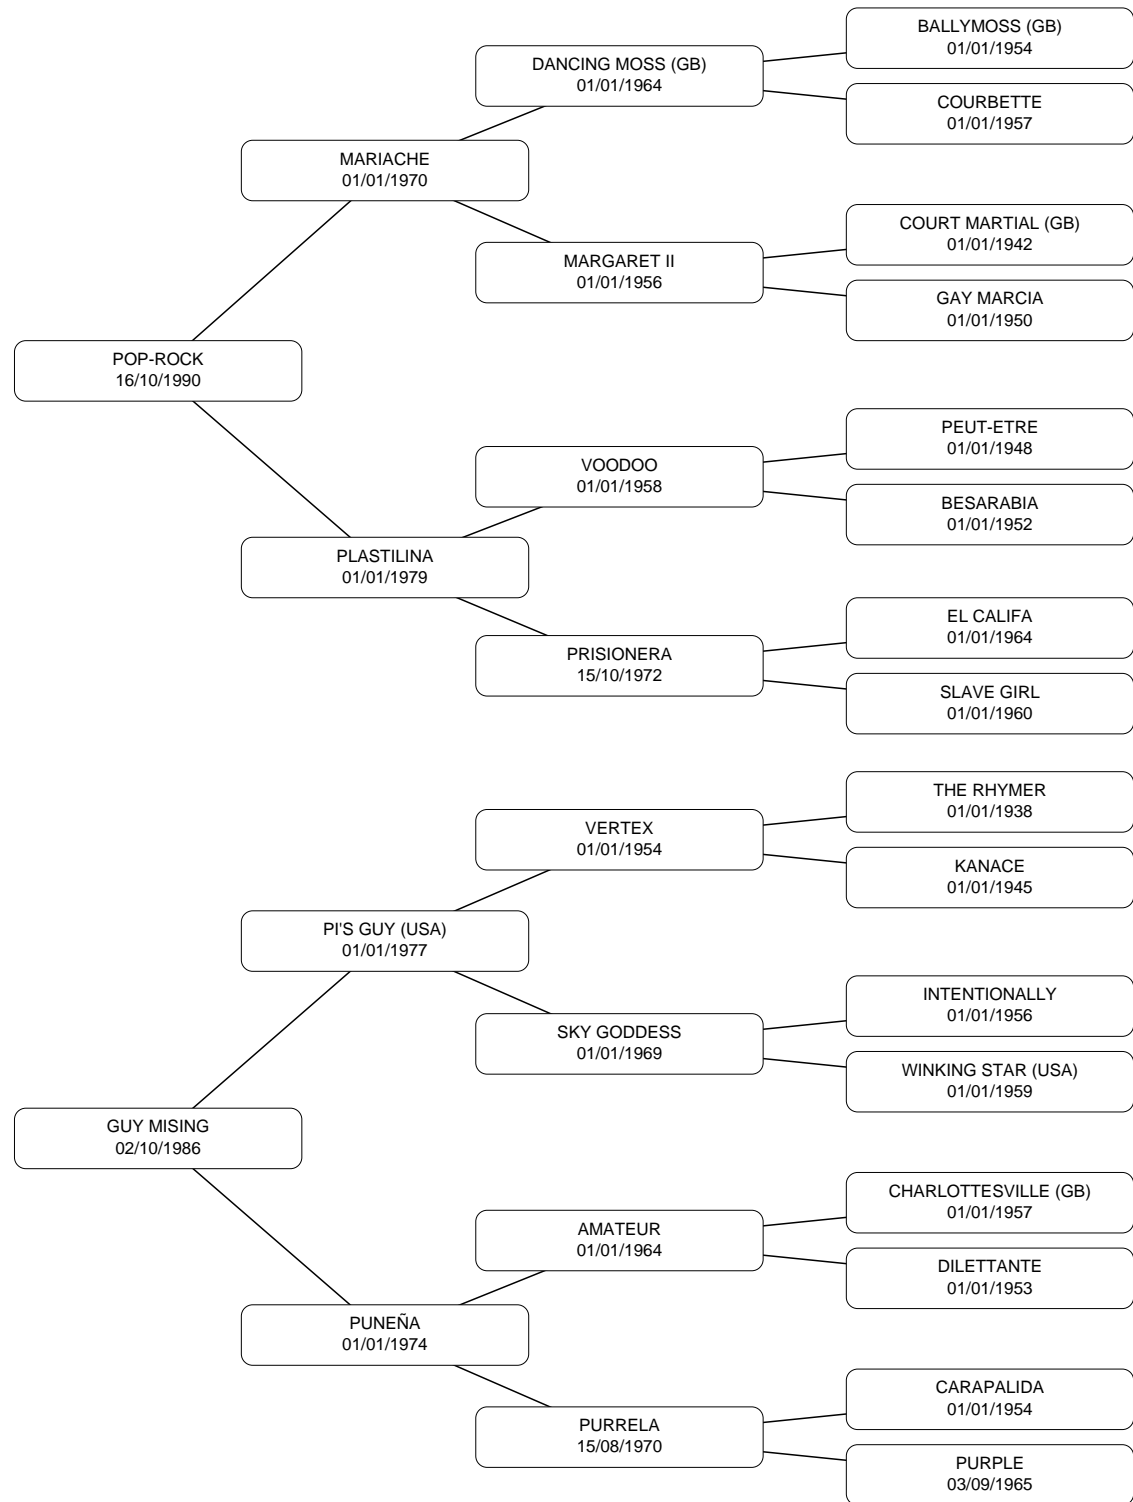 BALLYMOSS (GB)
01/01/1954
DANCING MOSS (GB)
01/01/1964
COURBETTE
01/01/1957
MARIACHE
01/01/1970
COURT MARTIAL (GB)
01/01/1942
MARGARET II
01/01/1956
GAY MARCIA
01/01/1950
POP-ROCK
16/10/1990
PEUT-ETRE
01/01/1948
VOODOO
01/01/1958
BESARABIA
01/01/1952
PLASTILINA
01/01/1979
EL CALIFA
01/01/1964
PRISIONERA
15/10/1972
SLAVE GIRL
01/01/1960
THE RHYMER
01/01/1938
VERTEX
01/01/1954
KANACE
01/01/1945
PI'S GUY (USA)
01/01/1977
INTENTIONALLY
01/01/1956
SKY GODDESS
01/01/1969
WINKING STAR (USA)
01/01/1959
GUY MISING
02/10/1986
CHARLOTTESVILLE (GB)
01/01/1957
AMATEUR
01/01/1964
DILETTANTE
01/01/1953
PUNEÑA
01/01/1974
CARAPALIDA
01/01/1954
PURRELA
15/08/1970
PURPLE
03/09/1965